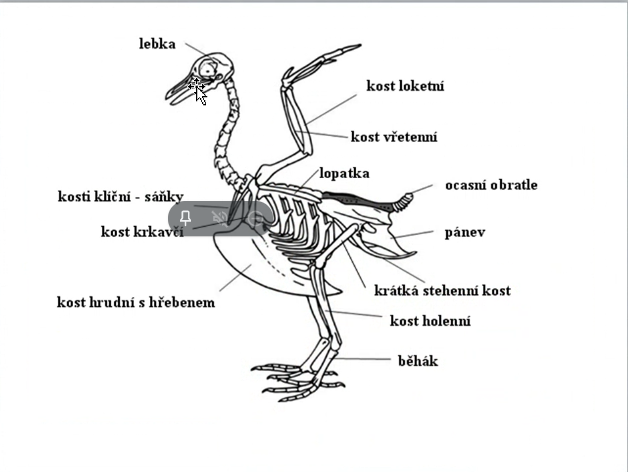 lebka
kost loketní
kost vřetenní
lopatka
ocasní obratle
kosti klíční - sáňky
kost krkavčí
pánev
krátká stehenní kost
kost hrudní s hřebenem
kost holenní
běhák